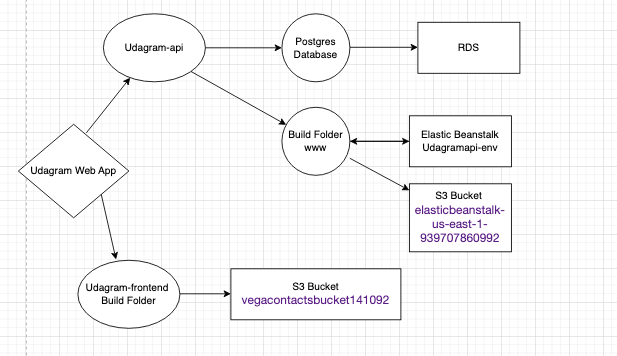 Udagram-api
Postgres
Database
RDS
Build Folder
www
Elastic Beanstalk
Udagramapi-env
Udagram Web App
S3 Bucket
elasticbeanstalk-
us-east-1-
939707860992
Udagram-frontend
Build Folder
S3 Bucket
vegacontactsbucket141092